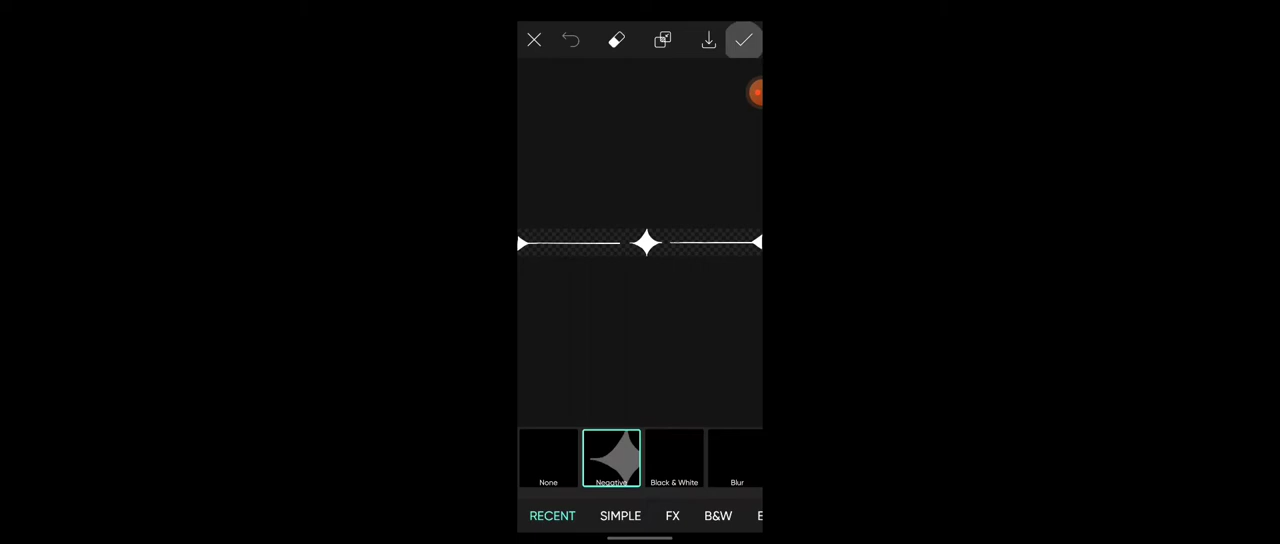 None
Negative
Black & White
Blur
RECENT
SIMPLE
FX
B&W